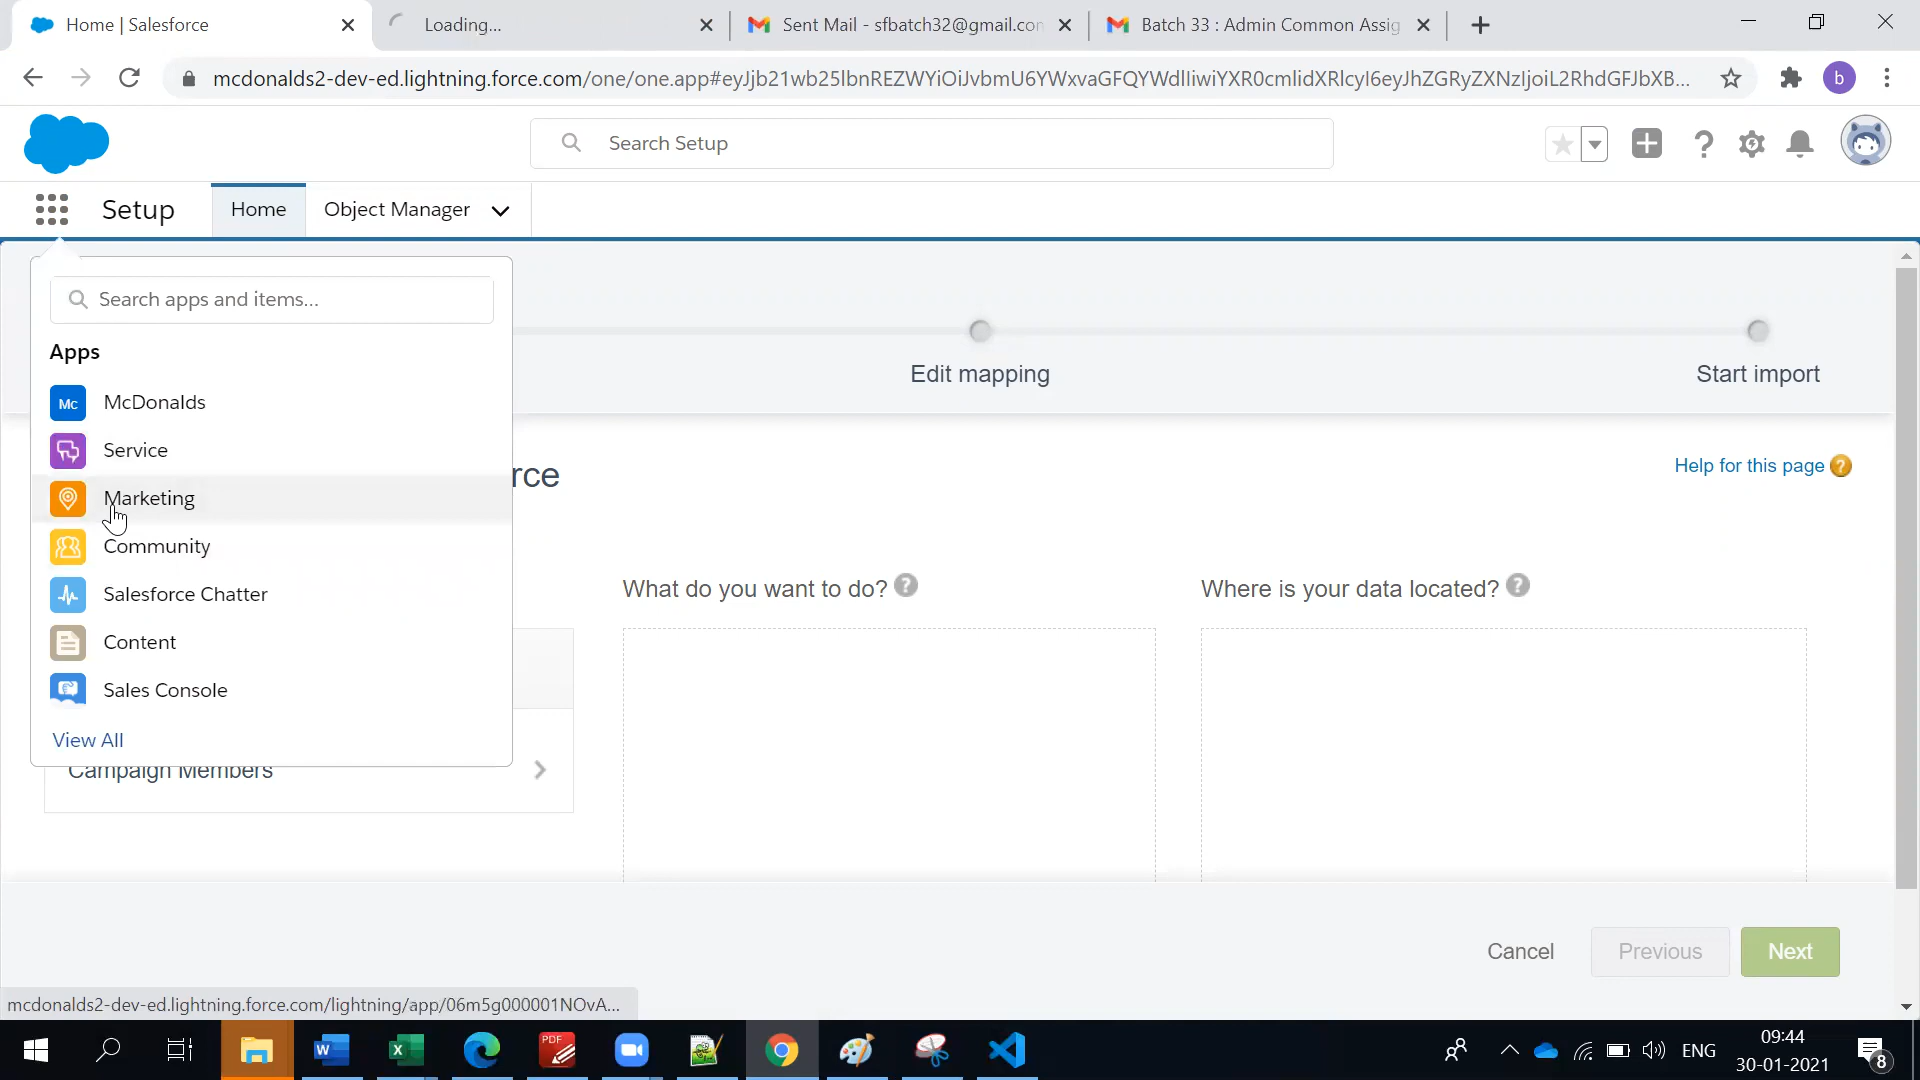 Home | Salesforce
Loading...
Sent Mail - sfbatch32@gmail.con
Batch 33 : Admin Common Assig
mcdonalds2-dev-ed.lightning.force.com/one/one.app#eyJjb21wb25lbnREZWYiOiJvbmU6YWxvaGFQYWdlIiwiYXR0cmlidXRlcyI6eyJhZGRyZXNzIjoiL2RhdGFJbXB...
b
Search Setup
Setup
Home
Object Manager
Search apps and items...
Apps
Mc McDonalds
Service
Marketing
Community
Salesforce Chatter
Content
Sales Console
View All
Edit mapping
Start import
rce
Help for this page ?
What do you want to do? ?
Where is your data located? ?
Campaign Members
Cancel
Previous
Next
mcdonalds2-dev-ed.lightning.force.com/lightning/app/06m5g000001NOvA...
W
X
PDF
ENG
09:44
30-01-2021
8